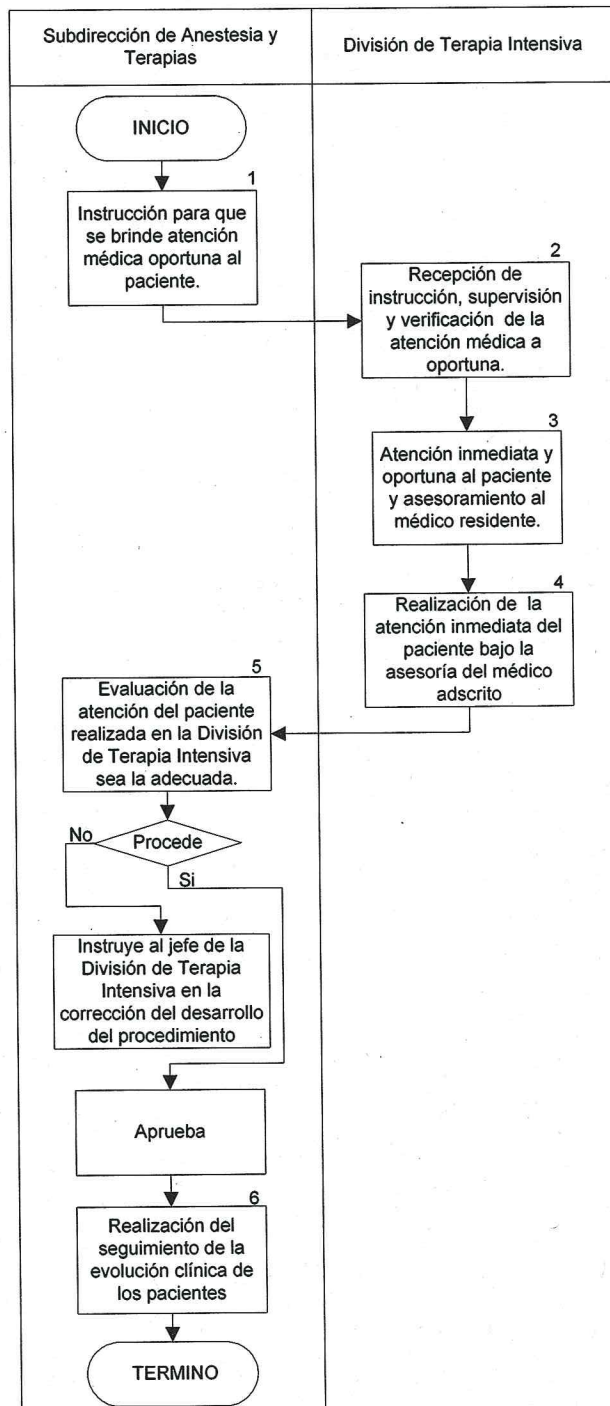 Subdirección de Anestesia y
Terapias
División de Terapia Intensiva
INICIO
1
Instrucción para que
se brinde atención
médica oportuna al
paciente.
2
Recepción de
instrucción, supervisión
y verificación de la
atención médica a
oportuna.
3
Atención inmediata y
oportuna al paciente
y asesoramiento al
médico residente.
4
Realización de la
atención inmediata del
paciente bajo la
asesoría del médico
adscrito
5
Evaluación de la
atención del paciente
realizada en la División
de Terapia Intensiva
sea la adecuada.
Procede
No
Si
Instruye al jefe de la
División de Terapia
Intensiva en la
corrección del desarrollo
del procedimiento
Aprueba
6
Realización del
seguimiento de la
evolución clínica de
los pacientes
TERMINO